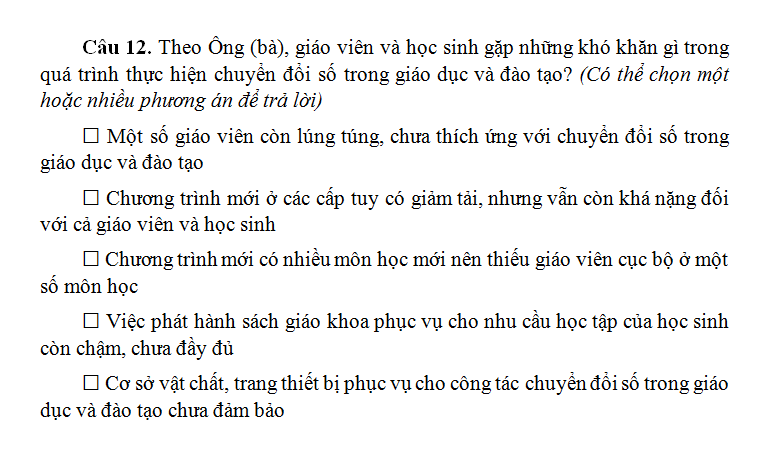 Câu 12. Theo Ông (bà), giáo viên và học sinh gặp những khó khăn gì trong
quá trình thực hiện chuyển đổi số trong giáo dục và đào tạo? (Có thể chọn một
hoặc nhiều phương án để trả lời)
☐ Một số giáo viên còn lúng túng, chưa thích ứng với chuyển đổi số trong
giáo dục và đào tạo
☐ Chương trình mới ở các cấp tuy có giảm tải, nhưng vẫn còn khá nặng đối
với cả giáo viên và học sinh
☐ Chương trình mới có nhiều môn học mới nên thiếu giáo viên cục bộ ở một
số môn học
☐ Việc phát hành sách giáo khoa phục vụ cho nhu cầu học tập của học sinh
còn chậm, chưa đầy đủ
☐ Cơ sở vật chất, trang thiết bị phục vụ cho công tác chuyển đổi số trong giáo
dục và đào tạo chưa đảm bảo